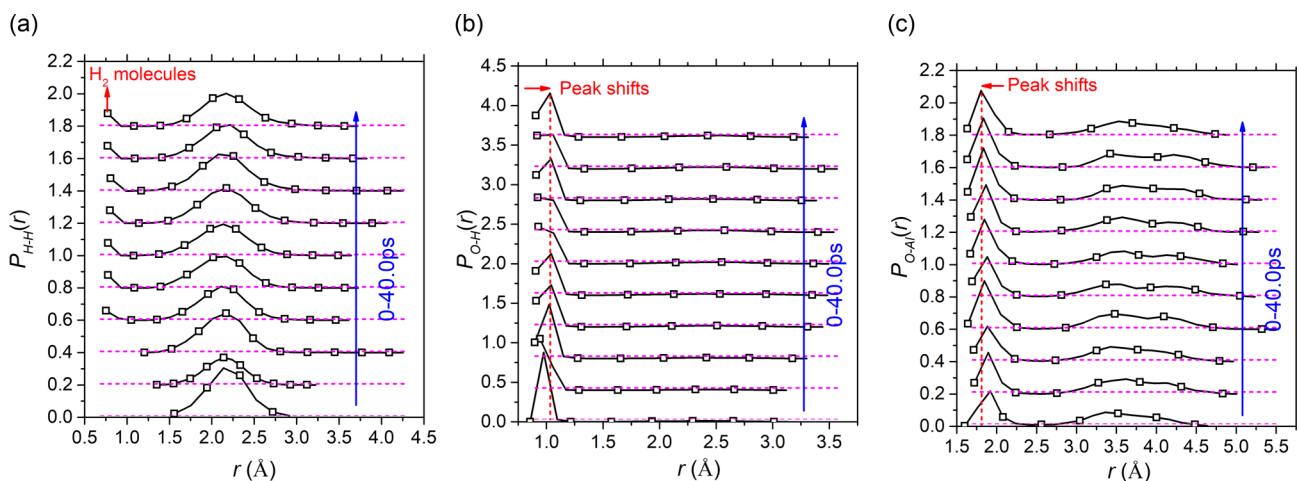 (a)
H₂ molecules
P_H-H(r)
2.2
2.0
1.8
1.6
1.4
1.2
1.0
0.8
0.6
0.4
0.2
0.0
0-40.0ps
0.5 1.0 1.5 2.0 2.5 3.0 3.5 4.0 4.5
r (Å)
(b)
Peak shifts
P_O-H(r)
4.5
4.0
3.5
3.0
2.5
2.0
1.5
1.0
0.5
0.0
0-40.0ps
1.0 1.5 2.0 2.5 3.0 3.5
r (Å)
(c)
Peak shifts
P_O-Al(r)
2.2
2.0
1.8
1.6
1.4
1.2
1.0
0.8
0.6
0.4
0.2
0.0
0-40.0ps
1.5 2.0 2.5 3.0 3.5 4.0 4.5 5.0 5.5
r (Å)